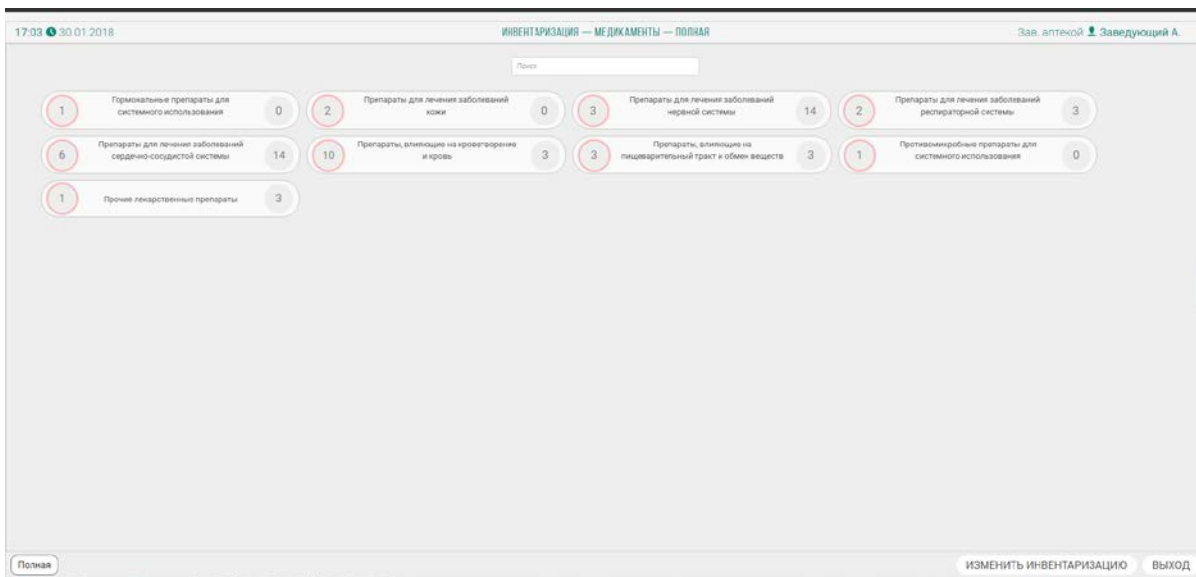 17:03 30.01.2018
ИНВЕНТАРИЗАЦИЯ — МЕДИКАМЕНТЫ — ПОЛНАЯ
Зав. аптекой Заведующий А.
Поиск
1
Гормональные препараты для
системного использования
0
2
Препараты для лечения заболеваний
кожи
0
3
Препараты для лечения заболеваний
нервной системы
14
2
Препараты для лечения заболеваний
респираторной системы
3
6
Препараты для лечения заболеваний
сердечно-сосудистой системы
14
10
Препараты, влияющие на кроветворение
и кровь
3
3
Препараты, влияющие на
пищеварительный тракт и обмен веществ
3
1
Противомикробные препараты для
системного использования
0
1
Прочие лекарственные препараты
3
Полная
ИЗМЕНИТЬ ИНВЕНТАРИЗАЦИЮ
ВЫХОД